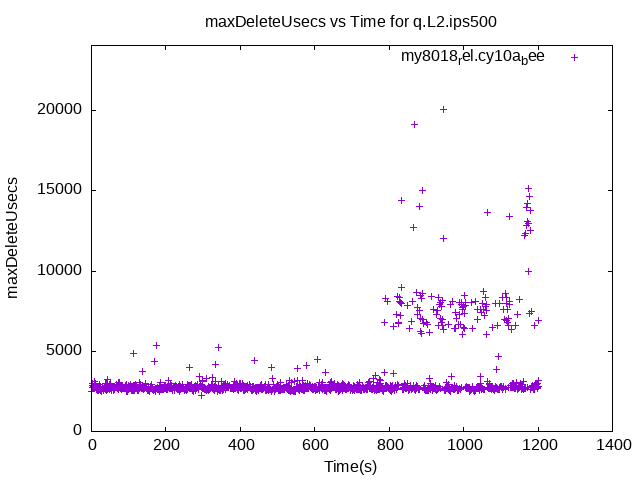 maxDeleteUsecs vs Time for q.L2.ips500
my8018rel.cy10abee
maxDeleteUsecs
20000
15000
10000
5000
0
0 200 400 600 800 1000 1200 1400
Time(s)